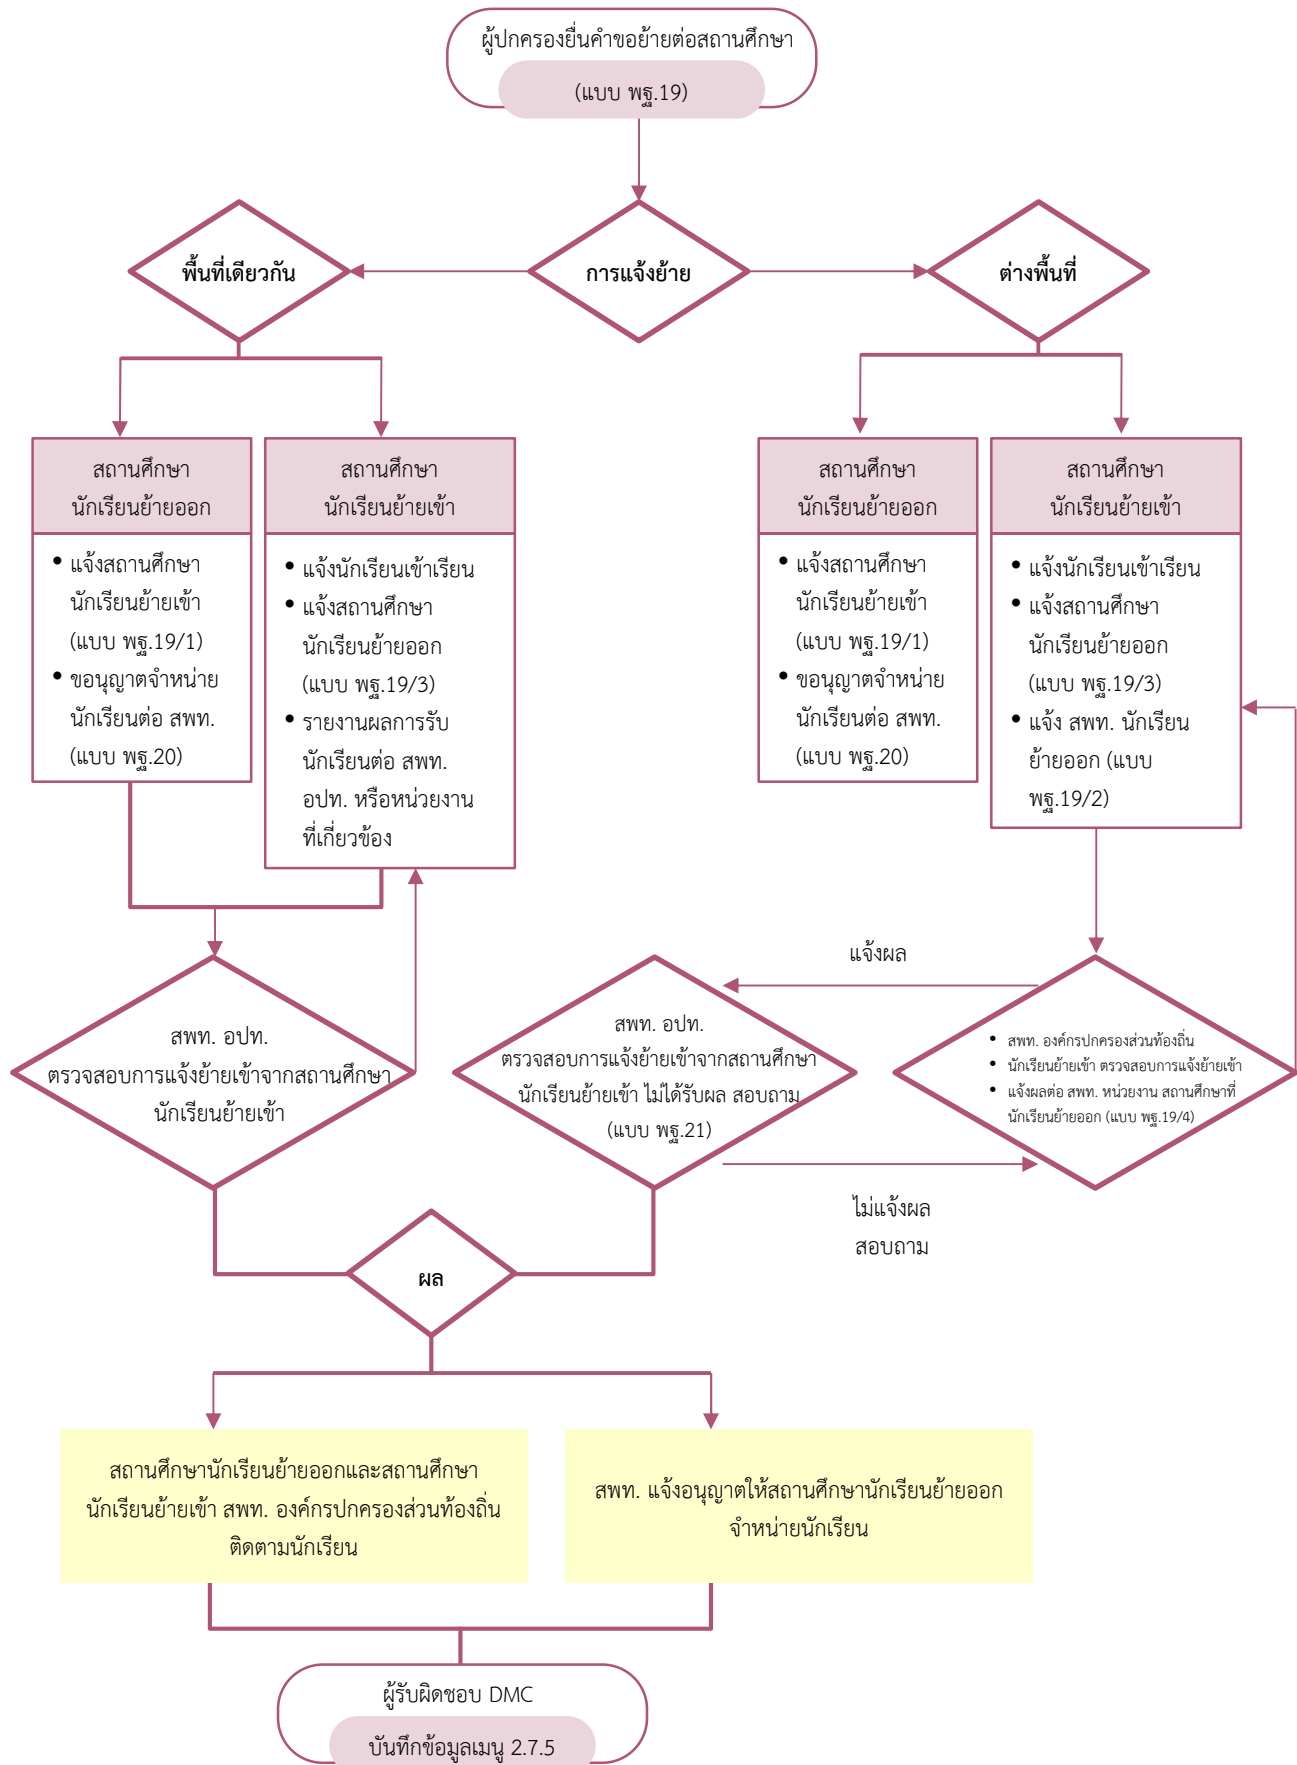 ผู้ปกครองยื่นคำขอย้ายต่อสถานศึกษา
(แบบ พฐ.19)
พื้นที่เดียวกัน
การแจ้งย้าย
ต่างพื้นที่
สถานศึกษา
นักเรียนย้ายออก
• แจ้งสถานศึกษา
นักเรียนย้ายเข้า
(แบบ พฐ.19/1)
• ขอนุญาตจำหน่าย
นักเรียนต่อ สพท.
(แบบ พฐ.20)
สถานศึกษา
นักเรียนย้ายเข้า
• แจ้งนักเรียนเข้าเรียน
• แจ้งสถานศึกษา
นักเรียนย้ายออก
(แบบ พฐ.19/3)
• รายงานผลการรับ
นักเรียนต่อ สพท.
อปท. หรือหน่วยงาน
ที่เกี่ยวข้อง
สถานศึกษา
นักเรียนย้ายออก
• แจ้งสถานศึกษา
นักเรียนย้ายเข้า
(แบบ พฐ.19/1)
• ขอนุญาตจำหน่าย
นักเรียนต่อ สพท.
(แบบ พฐ.20)
สถานศึกษา
นักเรียนย้ายเข้า
• แจ้งนักเรียนเข้าเรียน
• แจ้งสถานศึกษา
นักเรียนย้ายออก
(แบบ พฐ.19/3)
• แจ้ง สพท. นักเรียน
ย้ายออก (แบบ
พฐ.19/2)
สพท. อปท.
ตรวจสอบการแจ้งย้ายเข้าจากสถานศึกษา
นักเรียนย้ายเข้า
แจ้งผล
สพท. อปท.
ตรวจสอบการแจ้งย้ายเข้าจากสถานศึกษา
นักเรียนย้ายเข้า ไม่ได้รับผล สอบถาม
(แบบ พฐ.21)
• สพท. องค์กรปกครองส่วนท้องถิ่น
• นักเรียนย้ายเข้า ตรวจสอบการแจ้งย้ายเข้า
• แจ้งผลต่อ สพท. หน่วยงาน สถานศึกษาที่
นักเรียนย้ายออก (แบบ พฐ.19/4)
ไม่แจ้งผล
สอบถาม
ผล
สถานศึกษานักเรียนย้ายออกและสถานศึกษา
นักเรียนย้ายเข้า สพท. องค์กรปกครองส่วนท้องถิ่น
ติดตามนักเรียน
สพท. แจ้งอนุญาตให้สถานศึกษานักเรียนย้ายออก
จำหน่ายนักเรียน
ผู้รับผิดชอบ DMC
บันทึกข้อมูลเมนู 2.7.5